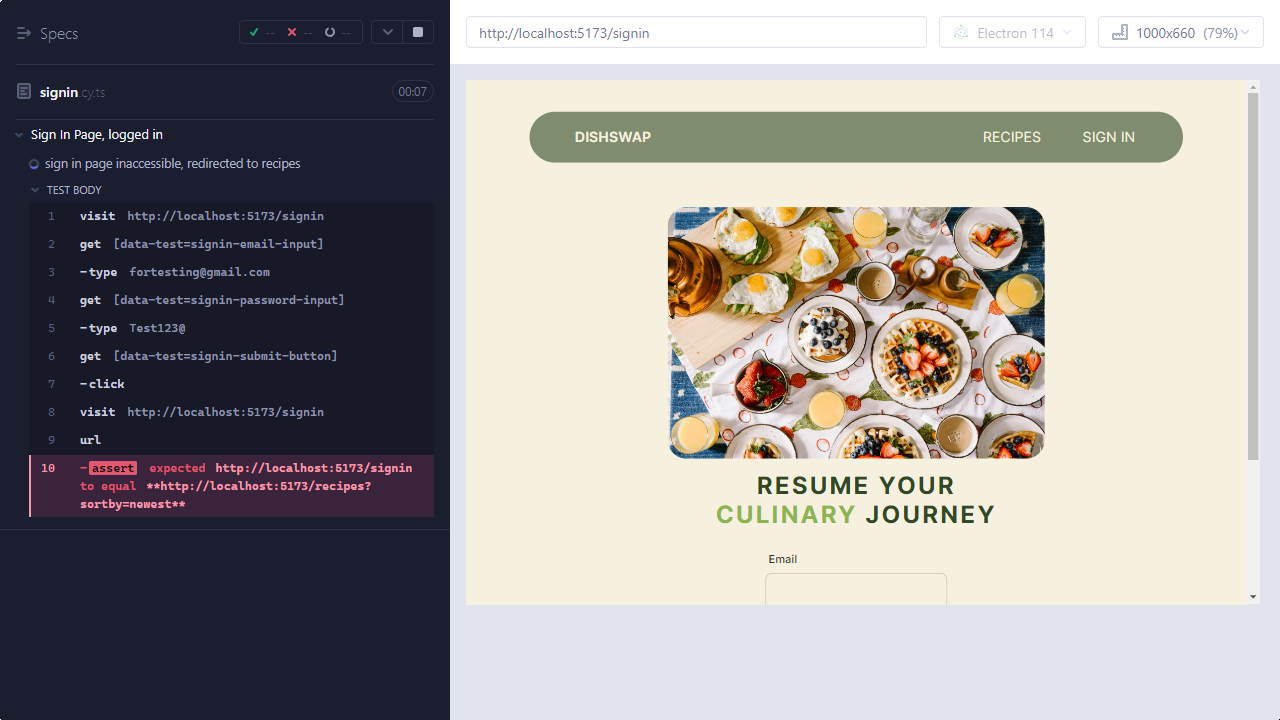 Specs
--
--
--
signin.cy.ts
00:07
Sign In Page, logged in
sign in page inaccessible, redirected to recipes
TEST BODY
1 visit http://localhost:5173/signin
2 get [data-test=signin-email-input]
3 -type fortesting@gmail.com
4 get [data-test=signin-password-input]
5 -type Test123@
6 get [data-test=signin-submit-button]
7 -click
8 visit http://localhost:5173/signin
9 url
10 -assert expected http://localhost:5173/signin
to equal **http://localhost:5173/recipes?
sortby=newest**
http://localhost:5173/signin
Electron 114
1000x660 (79%)
DISHSWAP
RECIPES
SIGN IN
RESUME YOUR
CULINARY JOURNEY
Email